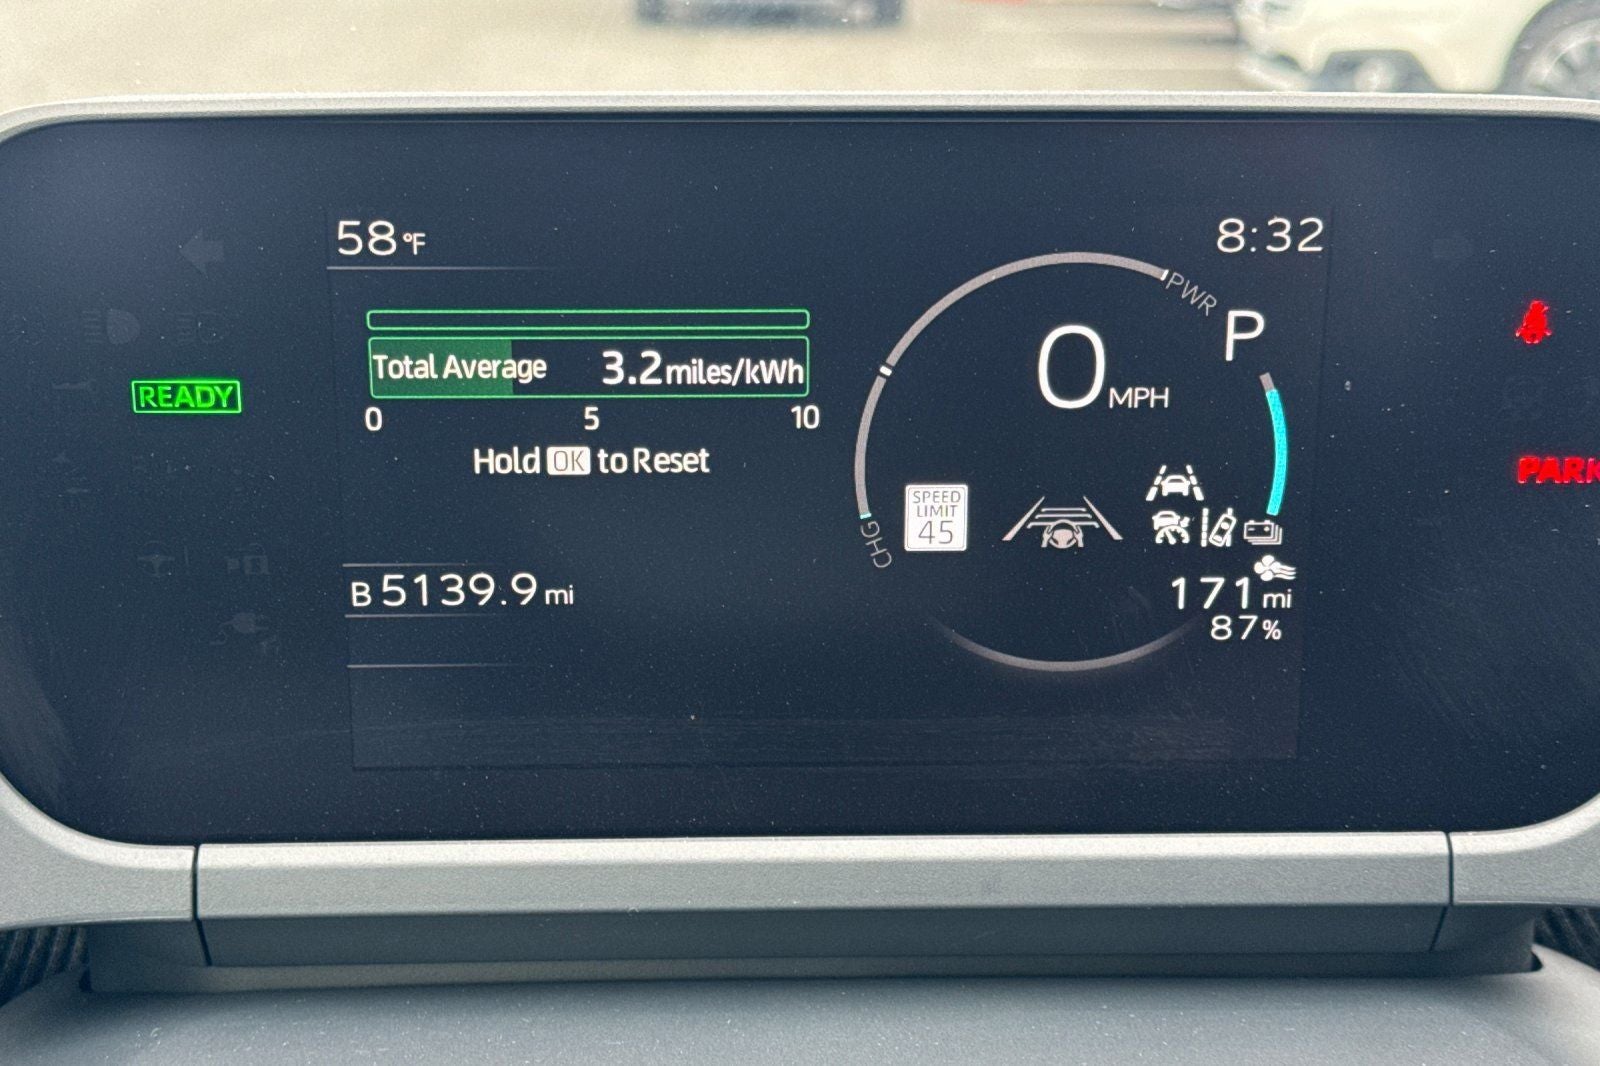 58°F
8:32
PWR
P
Total Average 3.2 miles/kWh
0 5 10
Hold OK to Reset
READY
0 MPH
SPEED
LIMIT
45
CHG
PARK
B 5139.9 mi
171 mi
87%